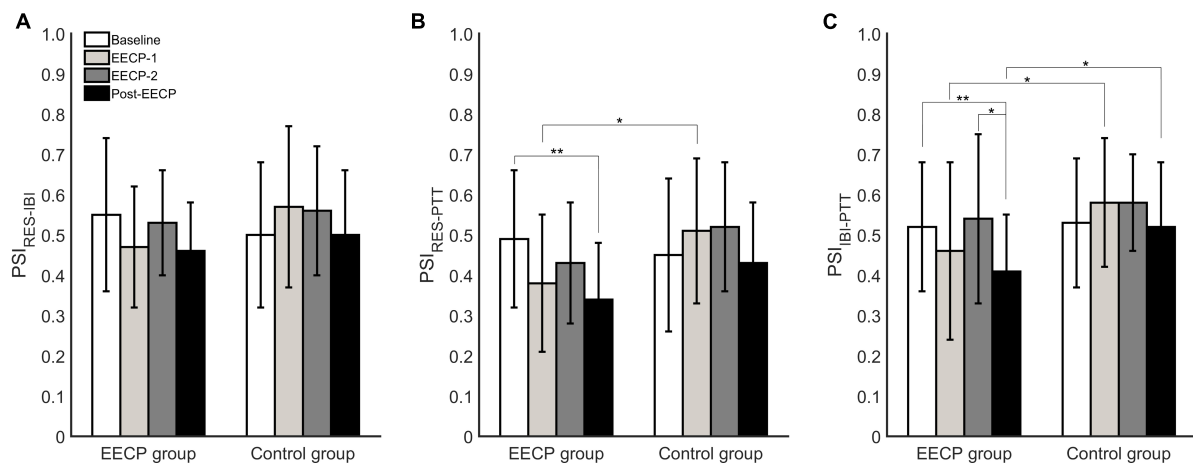 A
PSI_RES-IBI
1.0
0.9
0.8
0.7
0.6
0.5
0.4
0.3
0.2
0.1
0
Baseline
EECP-1
EECP-2
Post-EECP
EECP group
Control group
B
PSI_RES-PTT
1.0
0.9
0.8
0.7
0.6
0.5
0.4
0.3
0.2
0.1
0
*
**
EECP group
Control group
C
PSI_IBI-PTT
1.0
0.9
0.8
0.7
0.6
0.5
0.4
0.3
0.2
0.1
0
*
*
**
*
EECP group
Control group